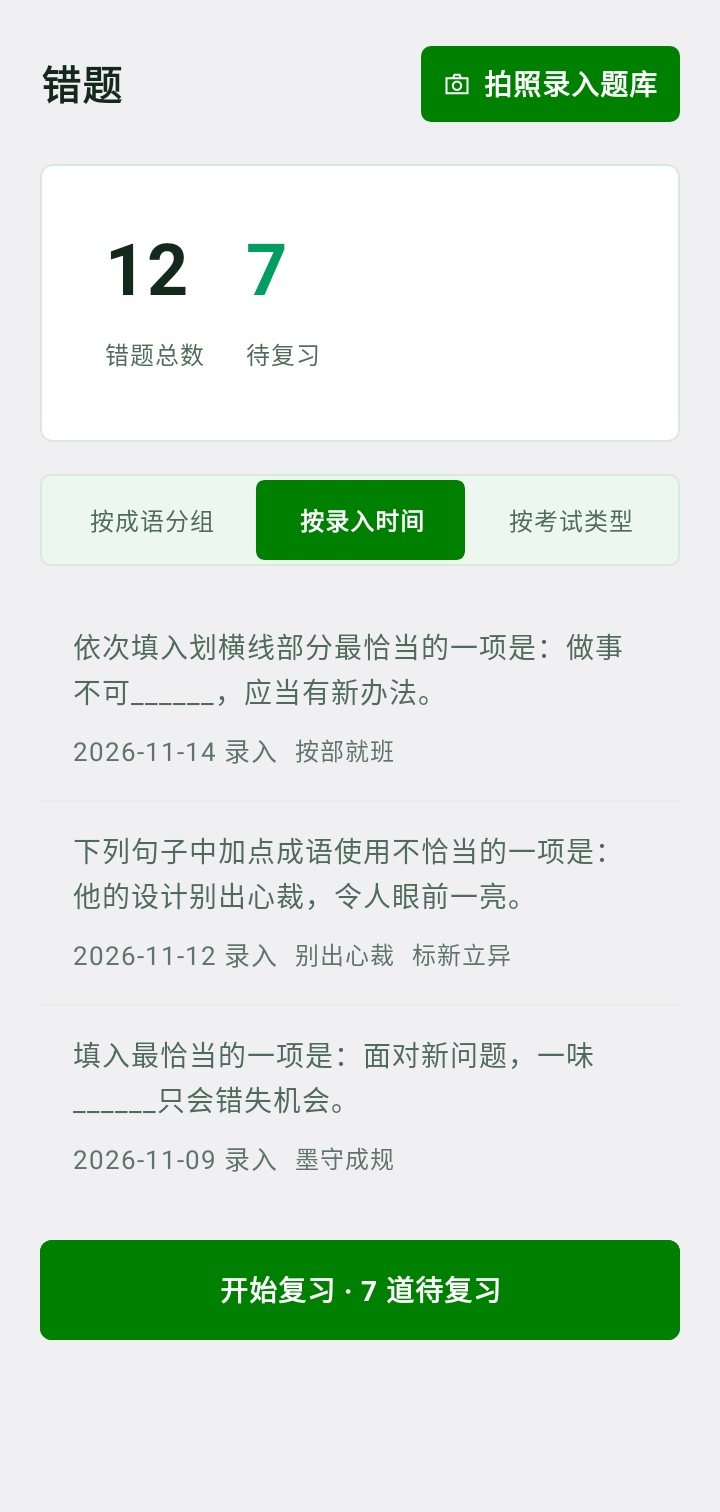 错题
拍照录入题库
12 7
错题总数 待复习
按成语分组 按录入时间 按考试类型
依次填入划横线部分最恰当的一项是：做事
不可______，应当有新办法。
2026-11-14 录入 按部就班
下列句子中加点成语使用不恰当的一项是：
他的设计别出心裁，令人眼前一亮。
2026-11-12 录入 别出心裁 标新立异
填入最恰当的一项是：面对新问题，一味
______只会错失机会。
2026-11-09 录入 墨守成规
开始复习 · 7 道待复习